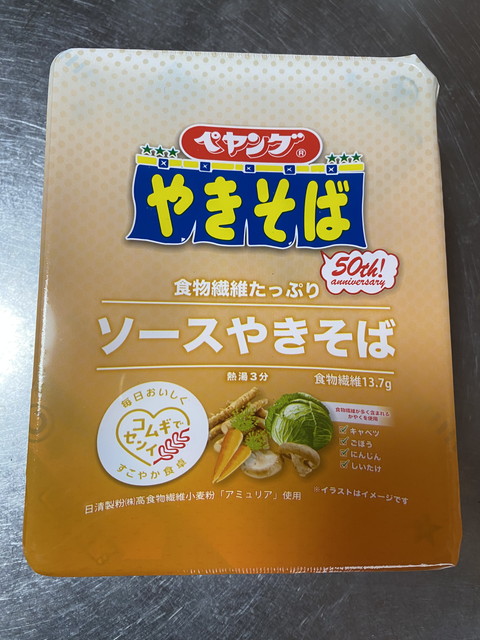 ペヤング®
やきそば
50th!
anniversary
食物繊維たっぷり
ソースやきそば
熱湯3分
食物繊維13.7g
毎日おいしく
コムギで
センイ
すこやか食卓
食物繊維が多く含まれる
かやくを使用
キャベツ
ごぼう
にんじん
しいたけ
日清製粉㈱高食物繊維小麦粉「アミュリア」使用
※イラストはイメージです